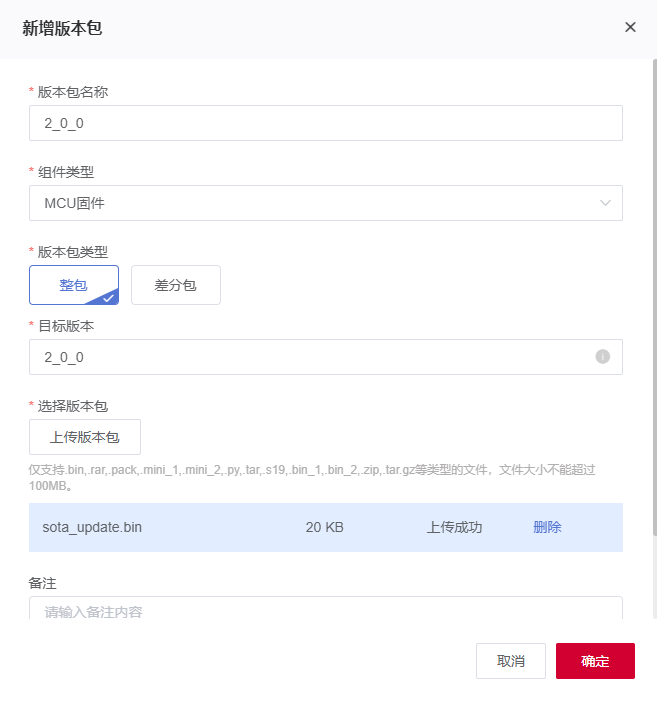 新增版本包
* 版本包名称
2_0_0
* 组件类型
MCU固件
* 版本包类型
整包 差分包
* 目标版本
2_0_0
* 选择版本包
上传版本包
仅支持.bin,.rar,.pack,.mini_1,.mini_2,.py,.tar,.s19,.bin_1,.bin_2,.zip,.tar.gz等类型的文件，文件大小不能超过
100MB。
sota_update.bin 20 KB 上传成功 删除
备注
请输入备注内容
取消 确定